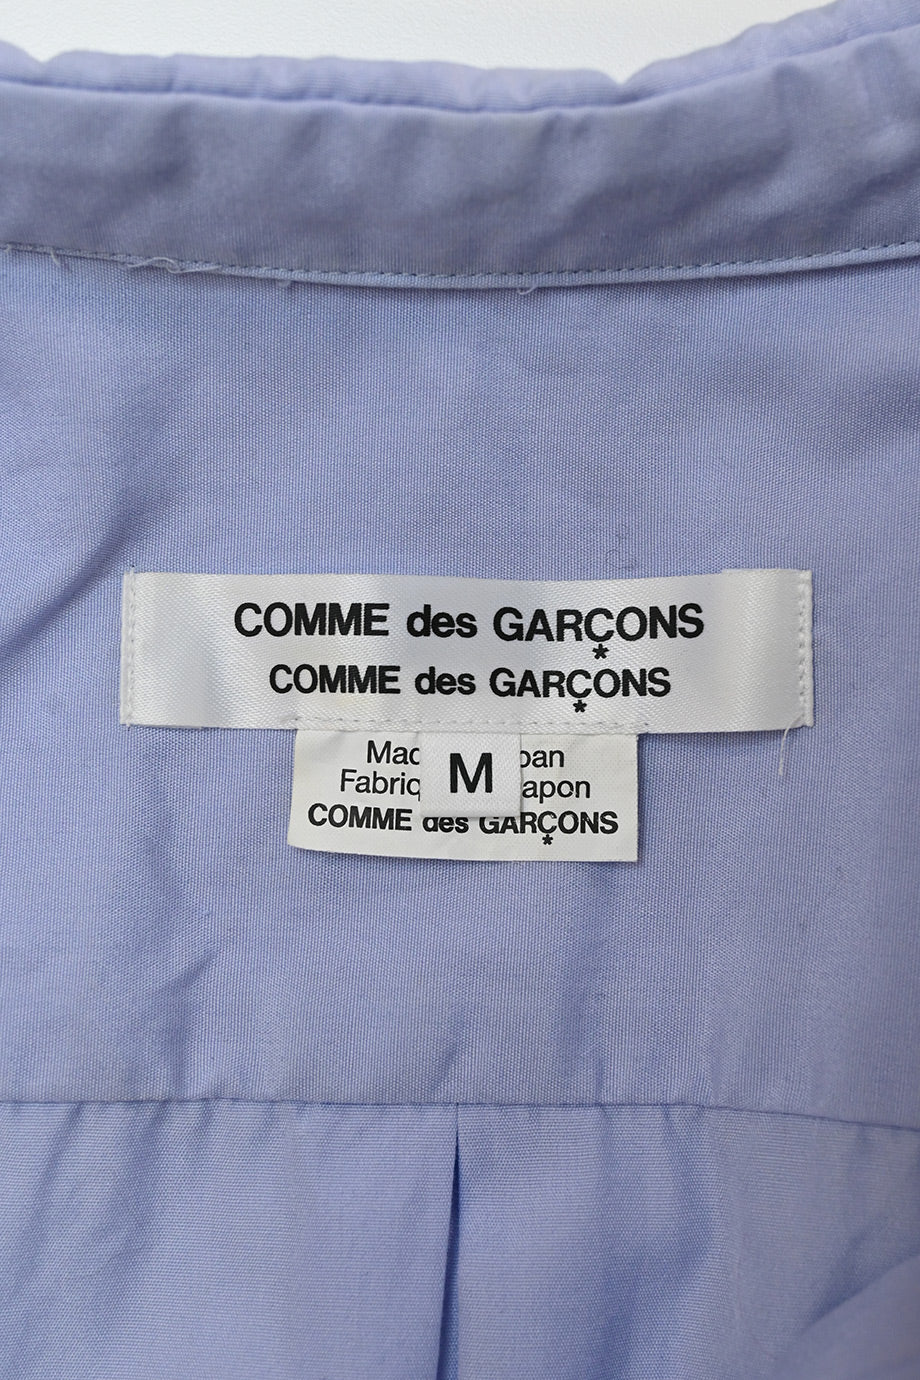 COMME des GARÇONS
*
COMME des GARÇONS
*
Mac M pan
Fabriq apon
COMME des GARÇONS
*